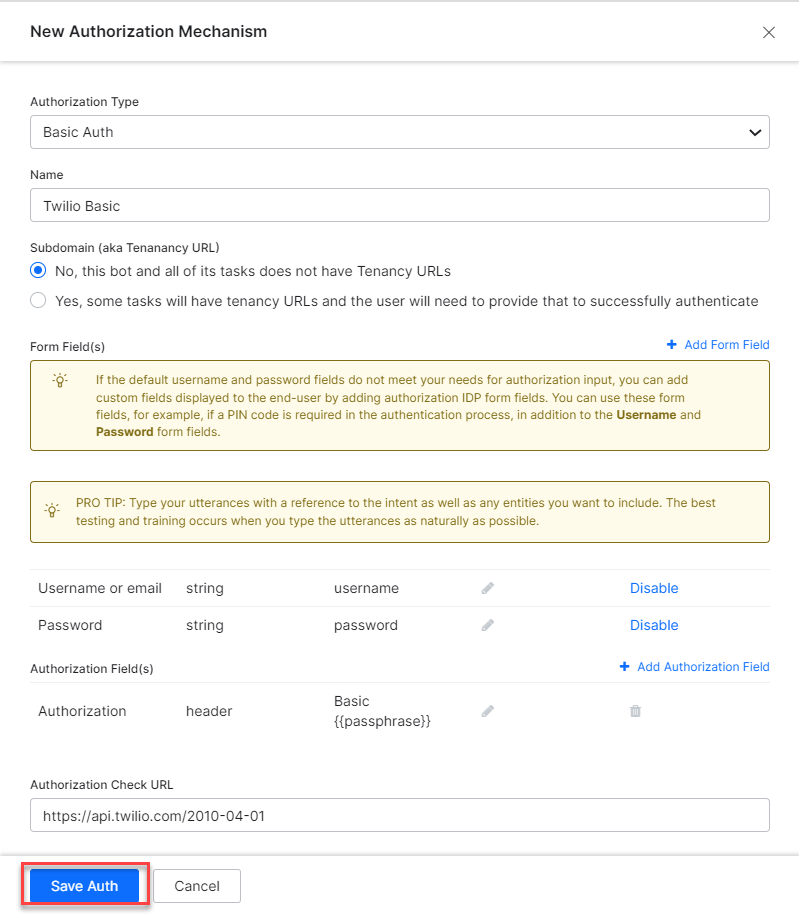 New Authorization Mechanism
Authorization Type
Basic Auth
Name
Twilio Basic
Subdomain (aka Tenanancy URL)
No, this bot and all of its tasks does not have Tenancy URLs
Yes, some tasks will have tenancy URLs and the user will need to provide that to successfully authenticate
Form Field(s)
+ Add Form Field
If the default username and password fields do not meet your needs for authorization input, you can add
custom fields displayed to the end-user by adding authorization IDP form fields. You can use these form
fields, for example, if a PIN code is required in the authentication process, in addition to the Username and
Password form fields.
PRO TIP: Type your utterances with a reference to the intent as well as any entities you want to include. The best
testing and training occurs when you type the utterances as naturally as possible.
Username or email string username Disable
Password string password Disable
Authorization Field(s)
+ Add Authorization Field
Authorization header Basic
{{passphrase}}
Authorization Check URL
https://api.twilio.com/2010-04-01
Save Auth Cancel